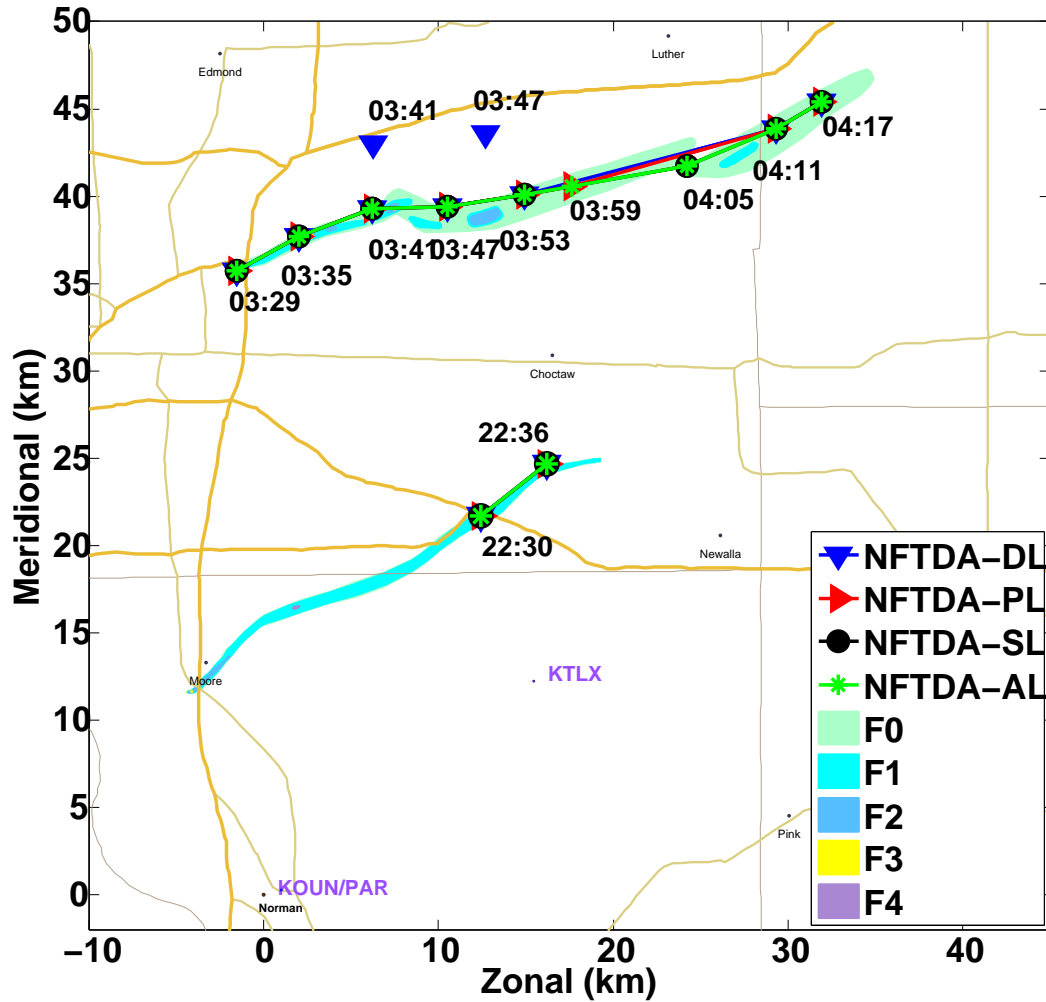 50
45
40
35
30
25
20
15
10
5
0
Meridional (km)
Edmond
Luther
03:41
03:47
04:17
04:11
04:05
03:59
03:53
03:41
03:47
03:35
03:29
Choctaw
22:36
22:30
Newalla
Moore
KTLX
Pink
KOUN/PAR
Norman
NFTDA−DL
NFTDA−PL
NFTDA−SL
NFTDA−AL
F0
F1
F2
F3
F4
−10
0
10
20
30
40
Zonal (km)